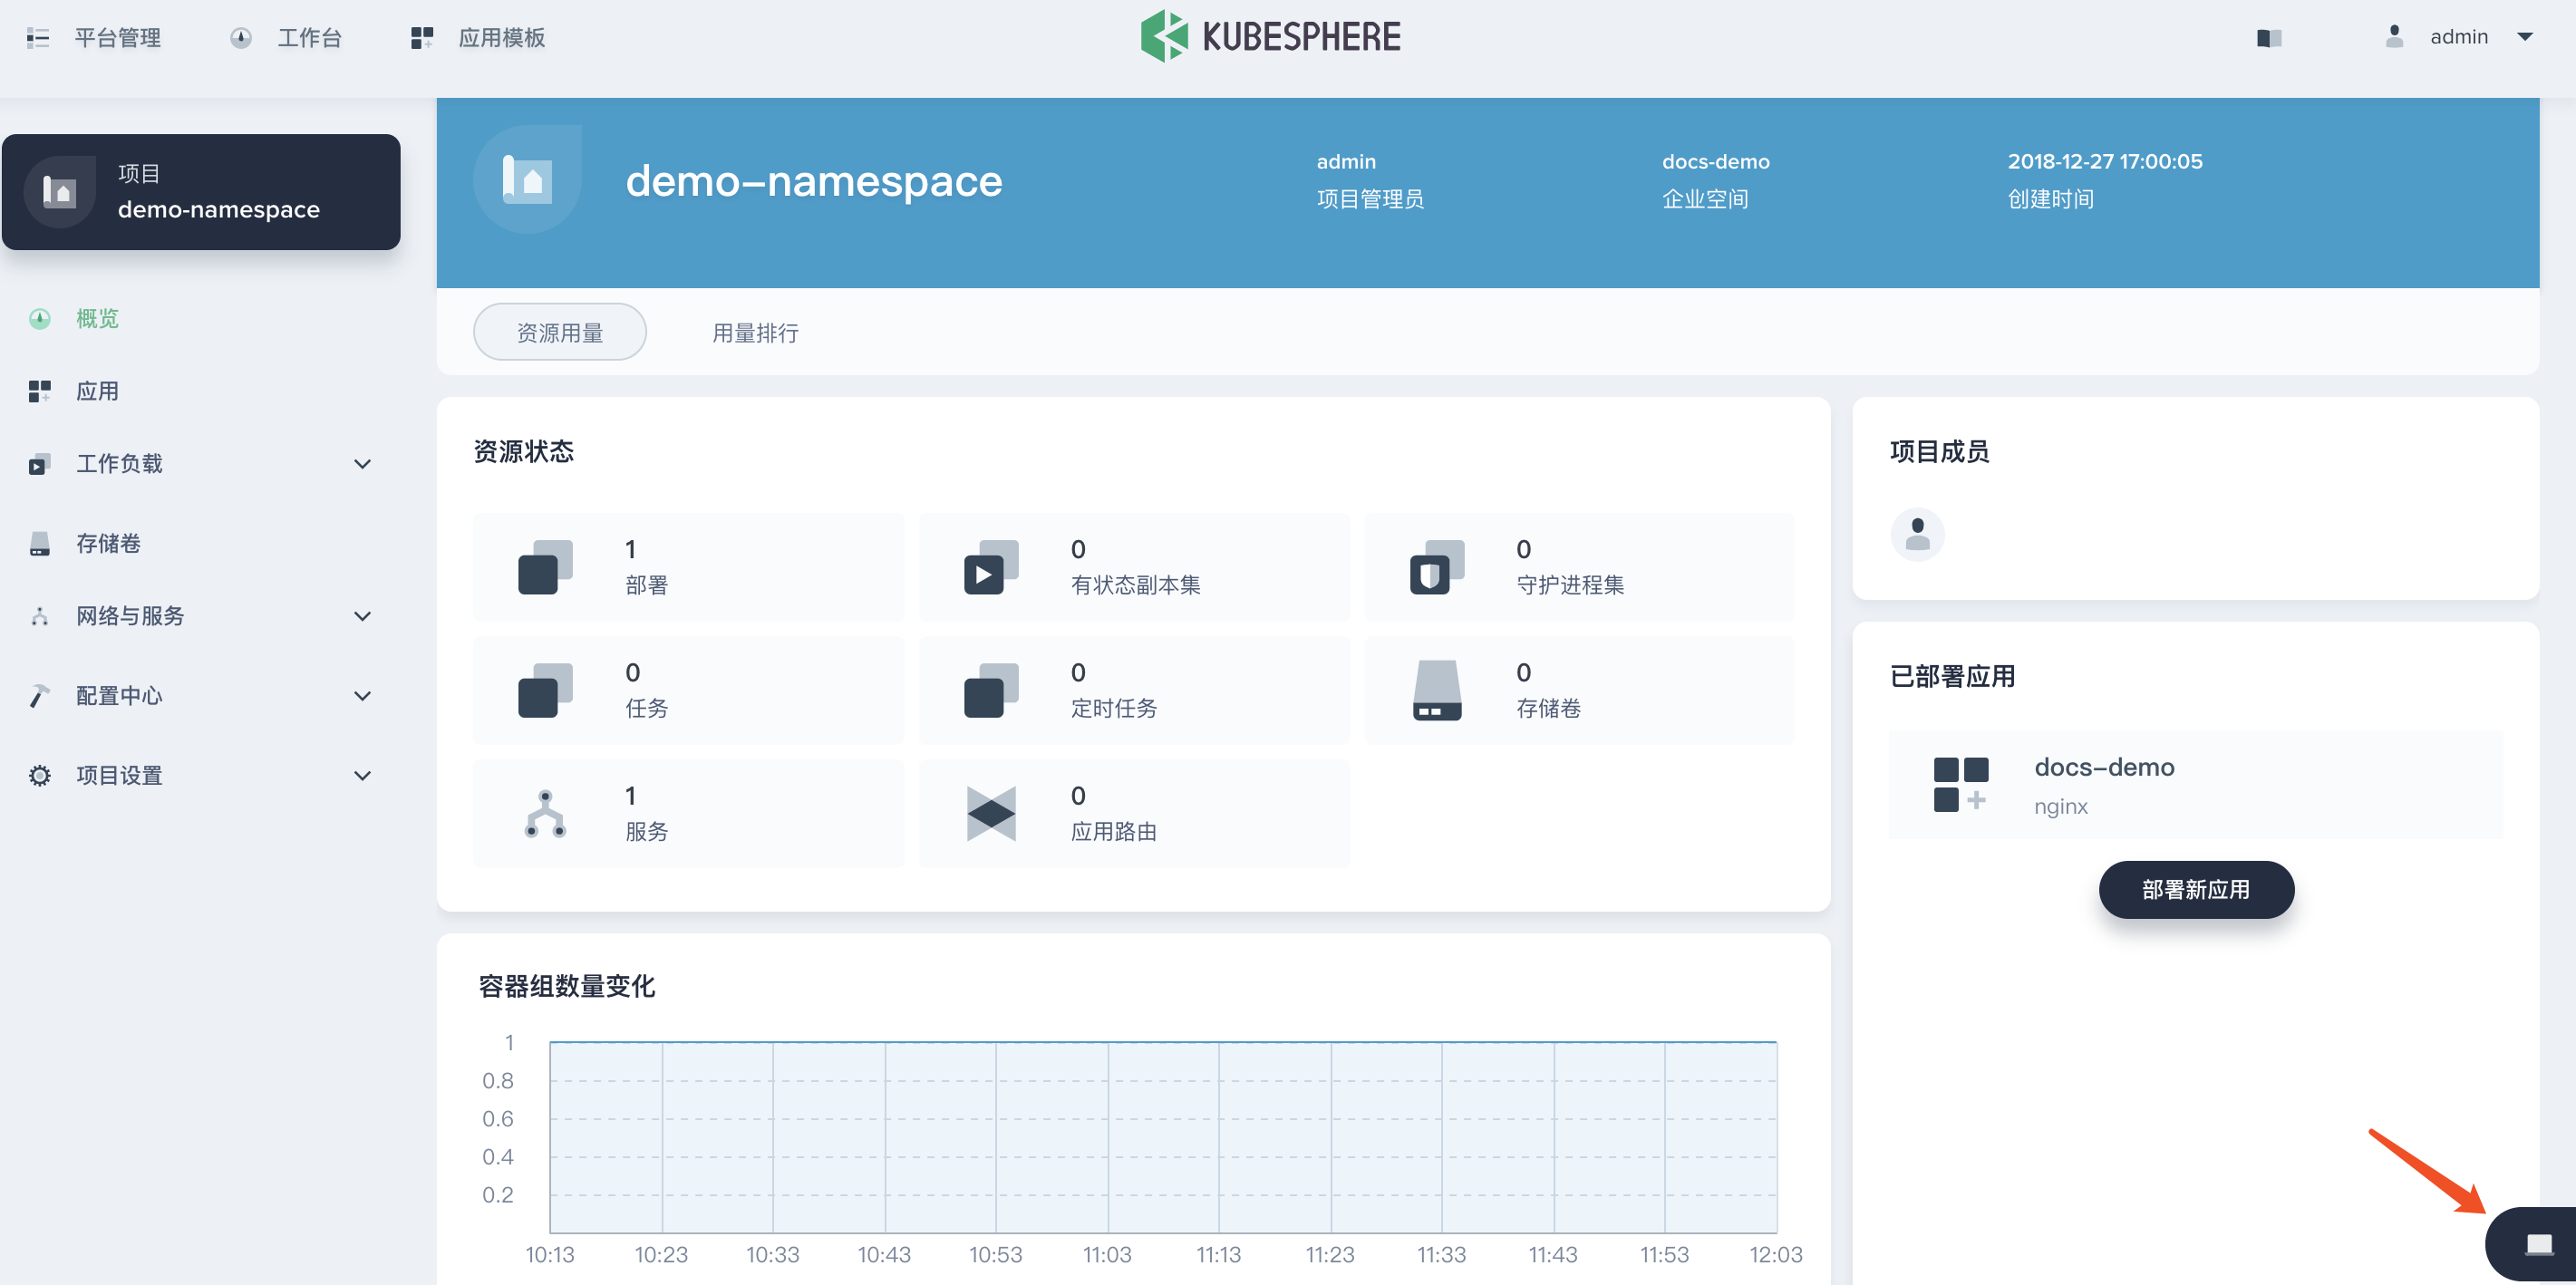 平台管理
工作台
应用模板
KUBESPHERE
admin
项目
demo-namespace
概览
应用
工作负载
存储卷
网络与服务
配置中心
项目设置
demo-namespace
admin
项目管理员
docs-demo
企业空间
2018-12-27 17:00:05
创建时间
资源用量
用量排行
资源状态
1
部署
0
有状态副本集
0
守护进程集
0
任务
0
定时任务
0
存储卷
1
服务
0
应用路由
项目成员
已部署应用
docs-demo
nginx
部署新应用
容器组数量变化
1
0.8
0.6
0.4
0.2
10:13 10:23 10:33 10:43 10:53 11:03 11:13 11:23 11:33 11:43 11:53 12:03